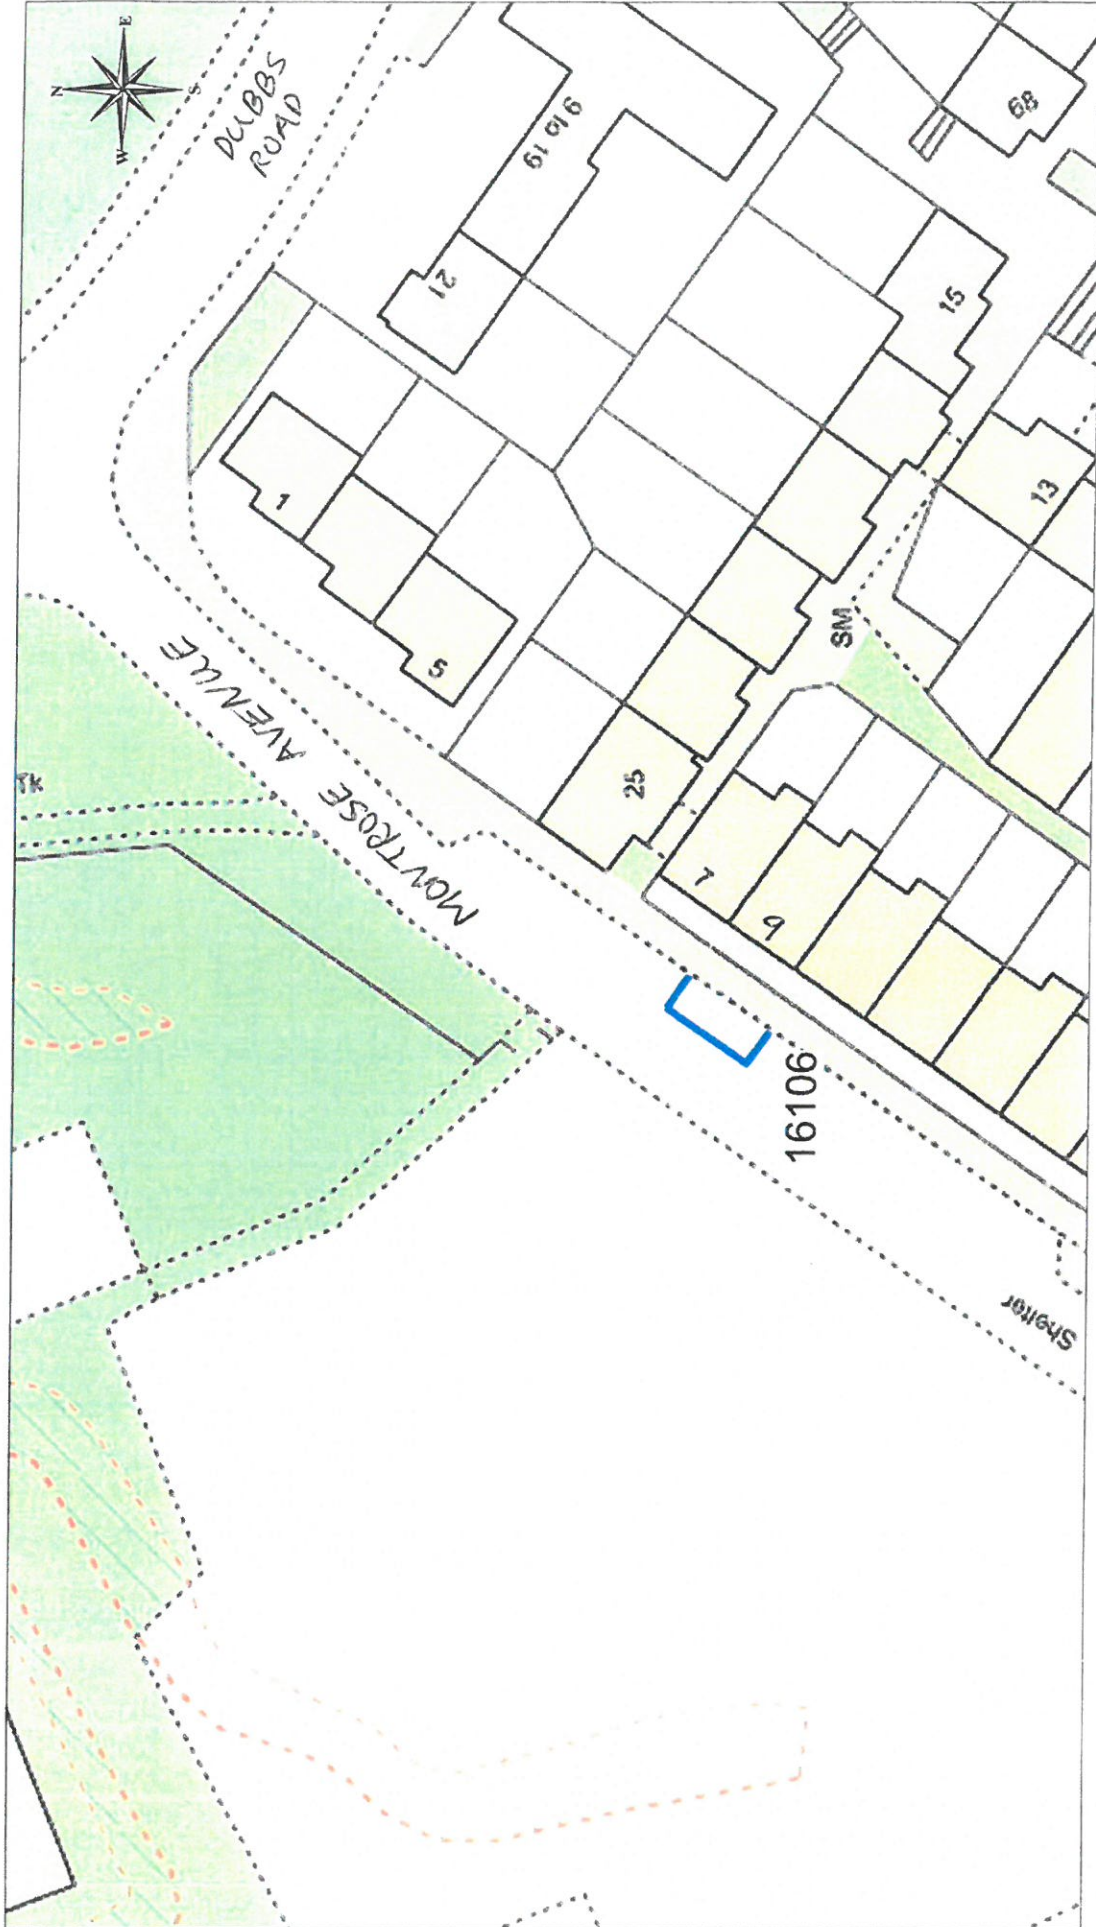 N
E
W
S
DUBBS
ROAD
9 to 19
68
21
15
1
13
5
SM
MONTROSE AVENUE
TK
25
7
9
16106
Shelter